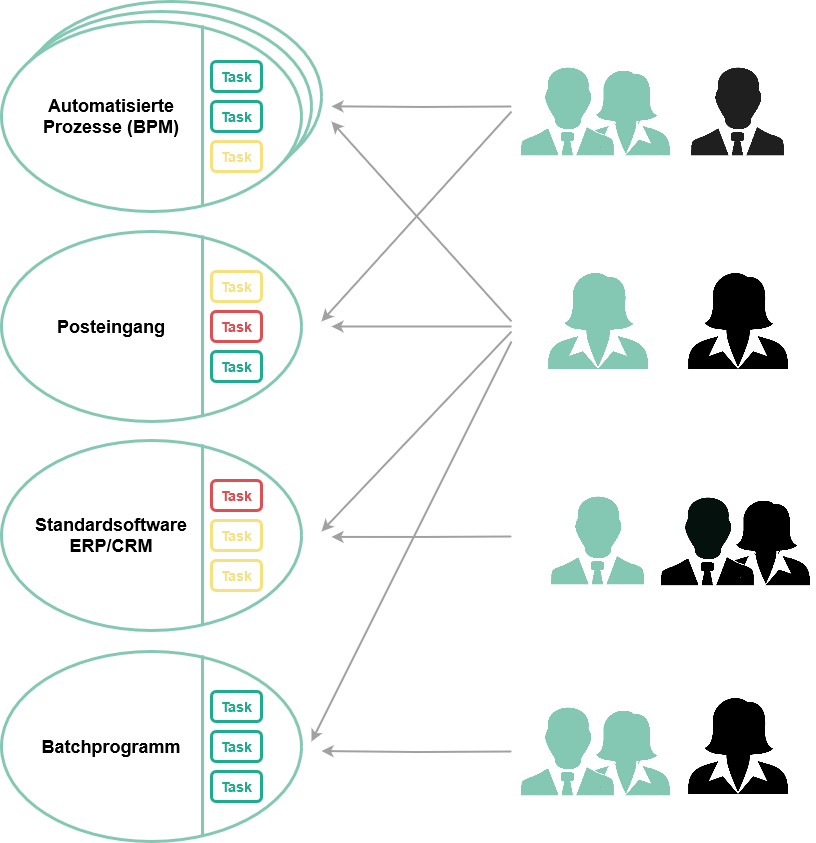 Automatisierte
Prozesse (BPM)
Task
Task
Task
Posteingang
Task
Task
Task
Standardsoftware
ERP/CRM
Task
Task
Task
Batchprogramm
Task
Task
Task